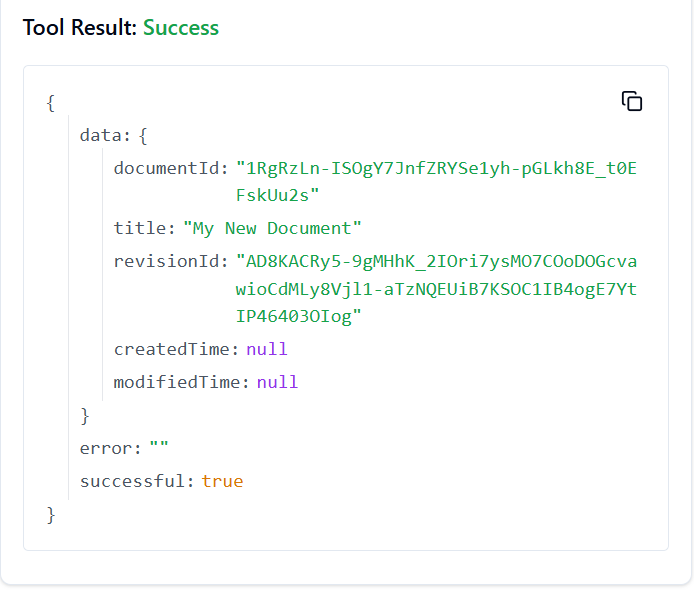 Tool Result: Success
{
data: {
documentId: "1RgRzLn-ISOgY7JnfZRYSe1yh-pGLkh8E_t0E
FskUu2s"
title: "My New Document"
revisionId: "AD8KACRy5-9gMHhK_2IOri7ysMO7COoDOGcva
wioCdMLy8Vjl1-aTzNQEUiB7KSOC1IB4ogE7Yt
IP46403OIog"
createdTime: null
modifiedTime: null
}
error: ""
successful: true
}